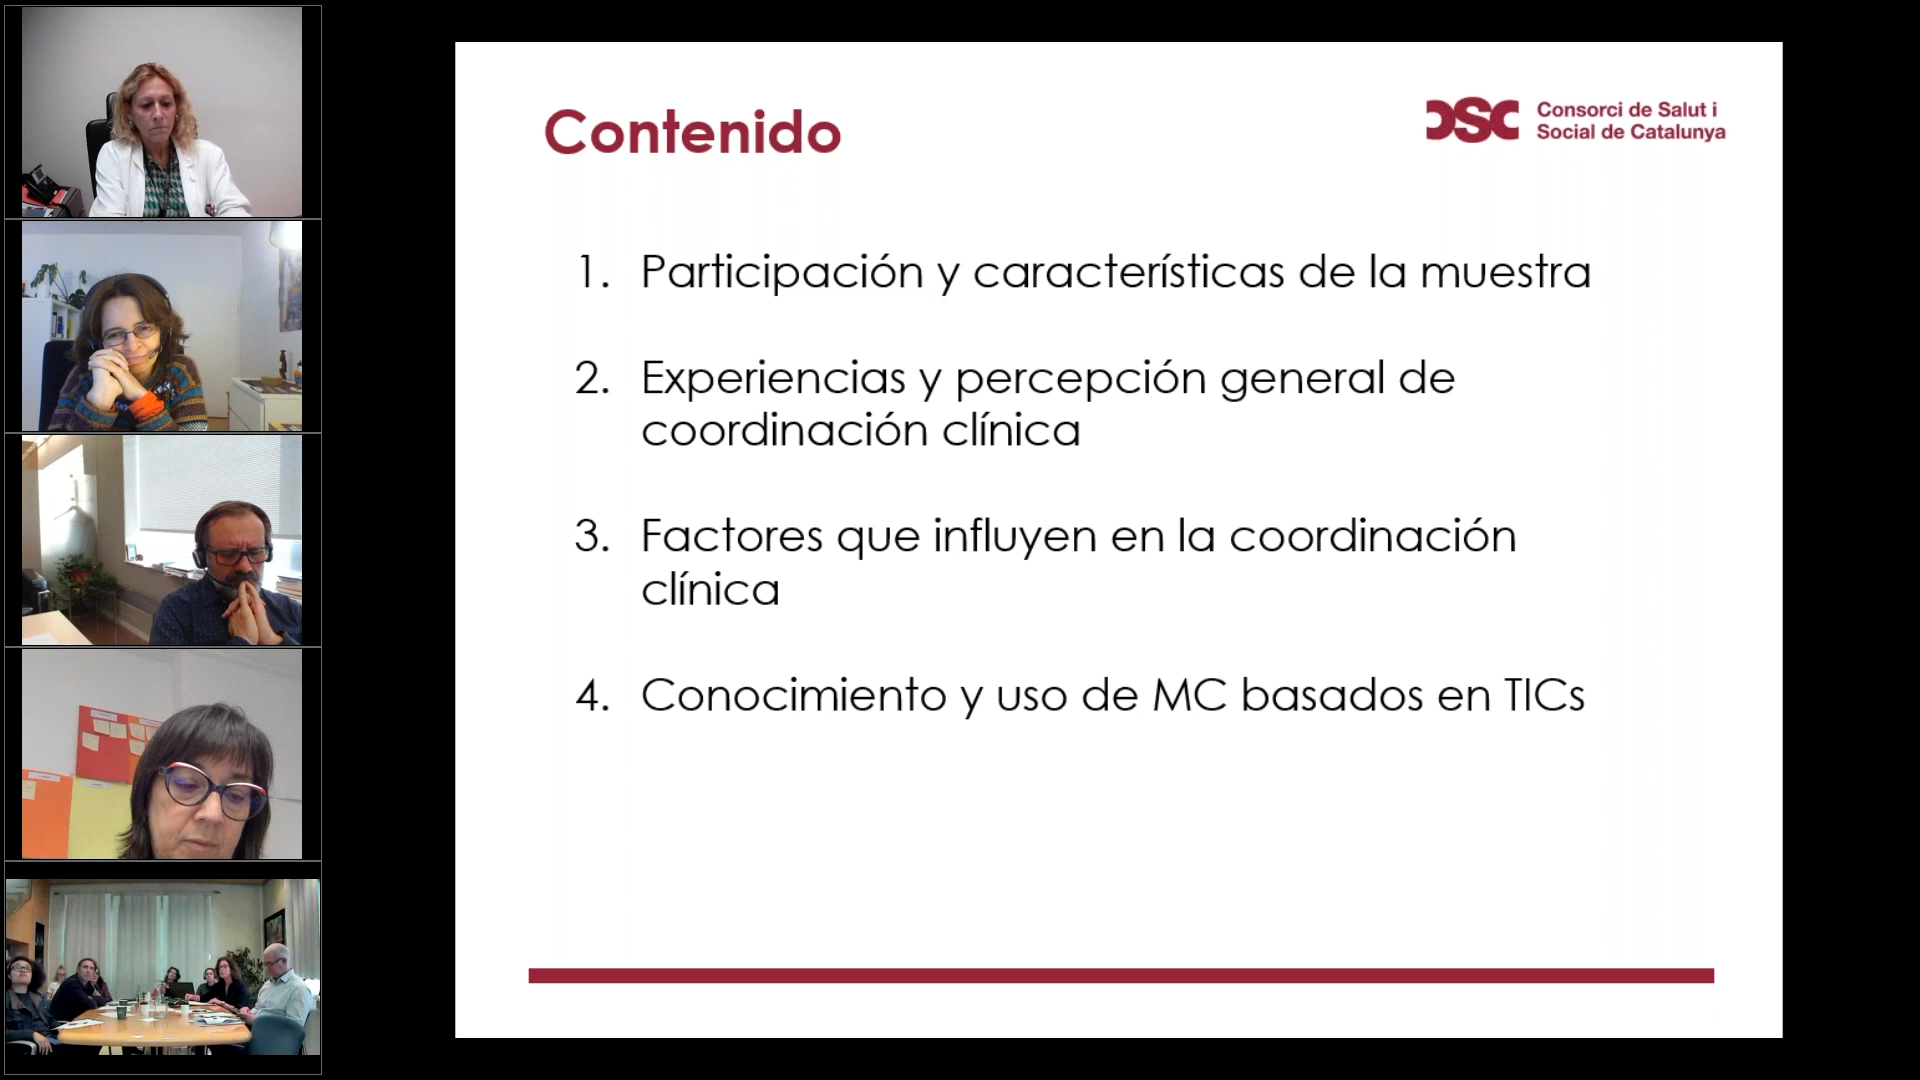 Contenido
Consorci de Salut i
Social de Catalunya
1. Participación y características de la muestra
2. Experiencias y percepción general de
coordinación clínica
3. Factores que influyen en la coordinación
clínica
4. Conocimiento y uso de MC basados en TICs